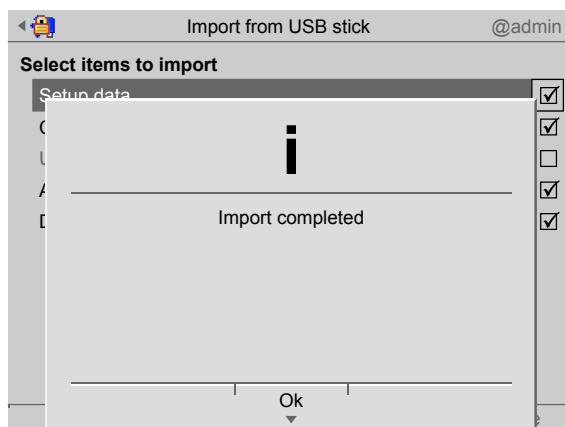 Import from USB stick @admin
Select items to import
Setup data
i
Import completed
Ok